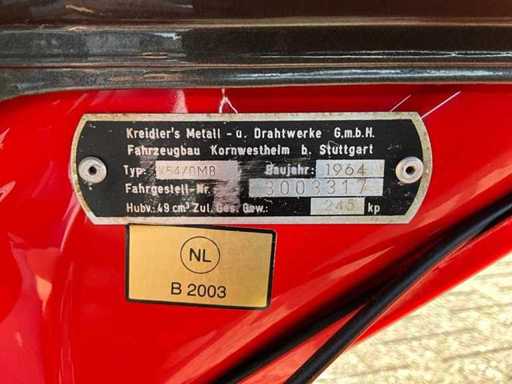 Kreidler's Metall - u. Drahtwerke G.m.b.H.
Fahrzeugbau Kornwestheim b. Stuttgart
Typ: K54/0MB Baujahr: 1964
Fahrgestell-Nr. 3003317
Hubv. 49 cm³ Zul. Ges. Gew.: 245 kp
NL
B 2003